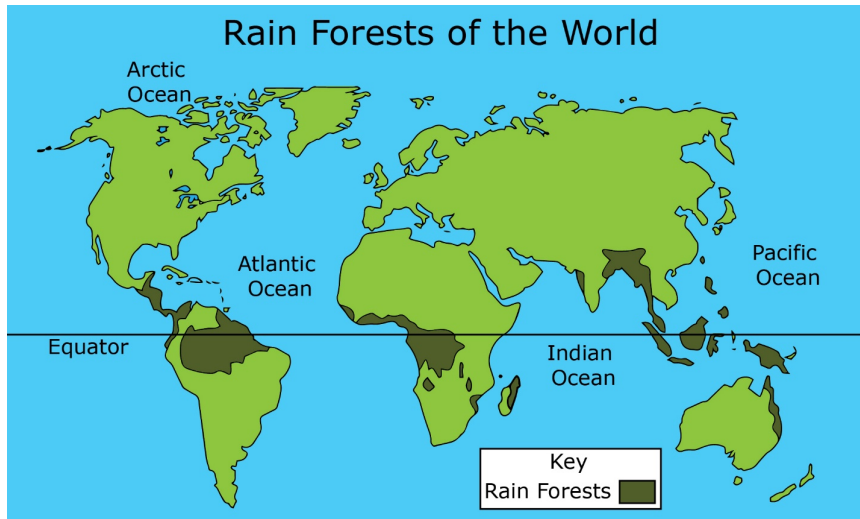 Rain Forests of the World
Arctic
Ocean
Atlantic
Ocean
Pacific
Ocean
Equator
Indian
Ocean
Key
Rain Forests